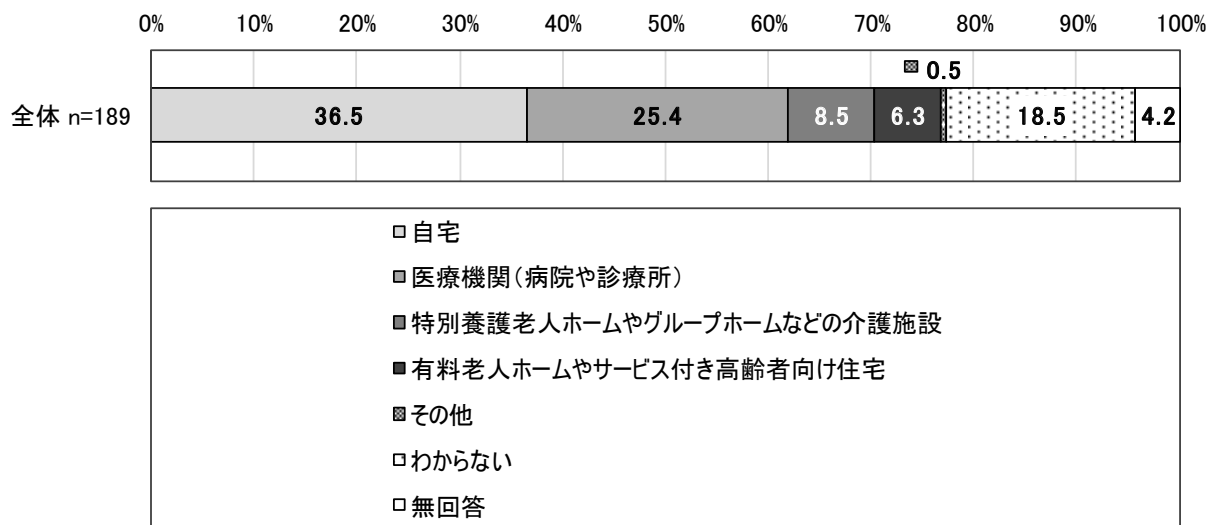 0% 10% 20% 30% 40% 50% 60% 70% 80% 90% 100%
0.5
全体 n=189 36.5 25.4 8.5 6.3 18.5 4.2
自宅
医療機関(病院や診療所)
特別養護老人ホームやグループホームなどの介護施設
有料老人ホームやサービス付き高齢者向け住宅
その他
わからない
無回答